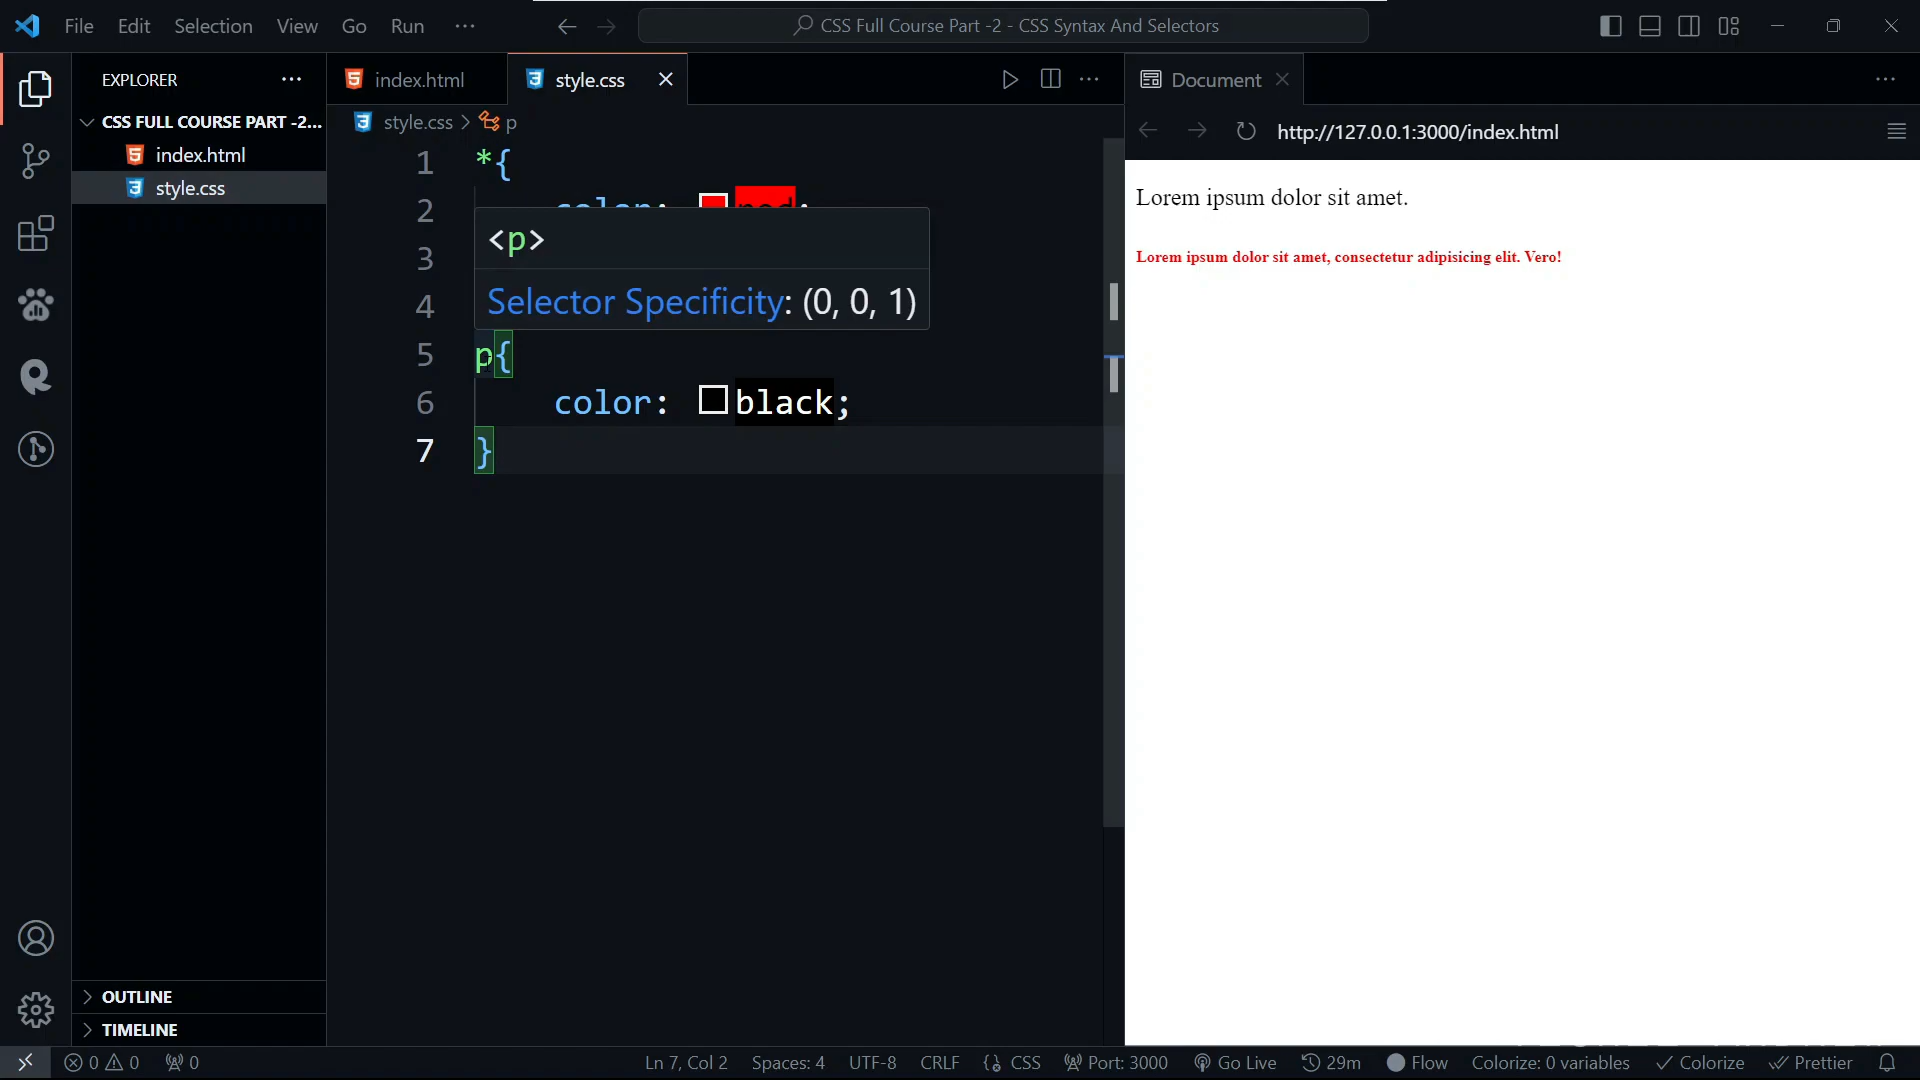 File Edit Selection View Go Run ··· CSS Full Course Part -2 - CSS Syntax And Selectors
EXPLORER
CSS FULL COURSE PART -2...
index.html
style.css
index.html
style.css
style.css > p
1 *{
2 color: red;
3
4
5 p{
6 color: black;
7 }
<p>
Selector Specificity: (0, 0, 1)
Document
http://127.0.0.1:3000/index.html
Lorem ipsum dolor sit amet.
Lorem ipsum dolor sit amet, consectetur adipisicing elit. Vero!
OUTLINE
TIMELINE
0 0 0 Ln 7, Col 2 Spaces: 4 UTF-8 CRLF {} CSS Port: 3000 Go Live 29m Flow Colorize: 0 variables Colorize Prettier